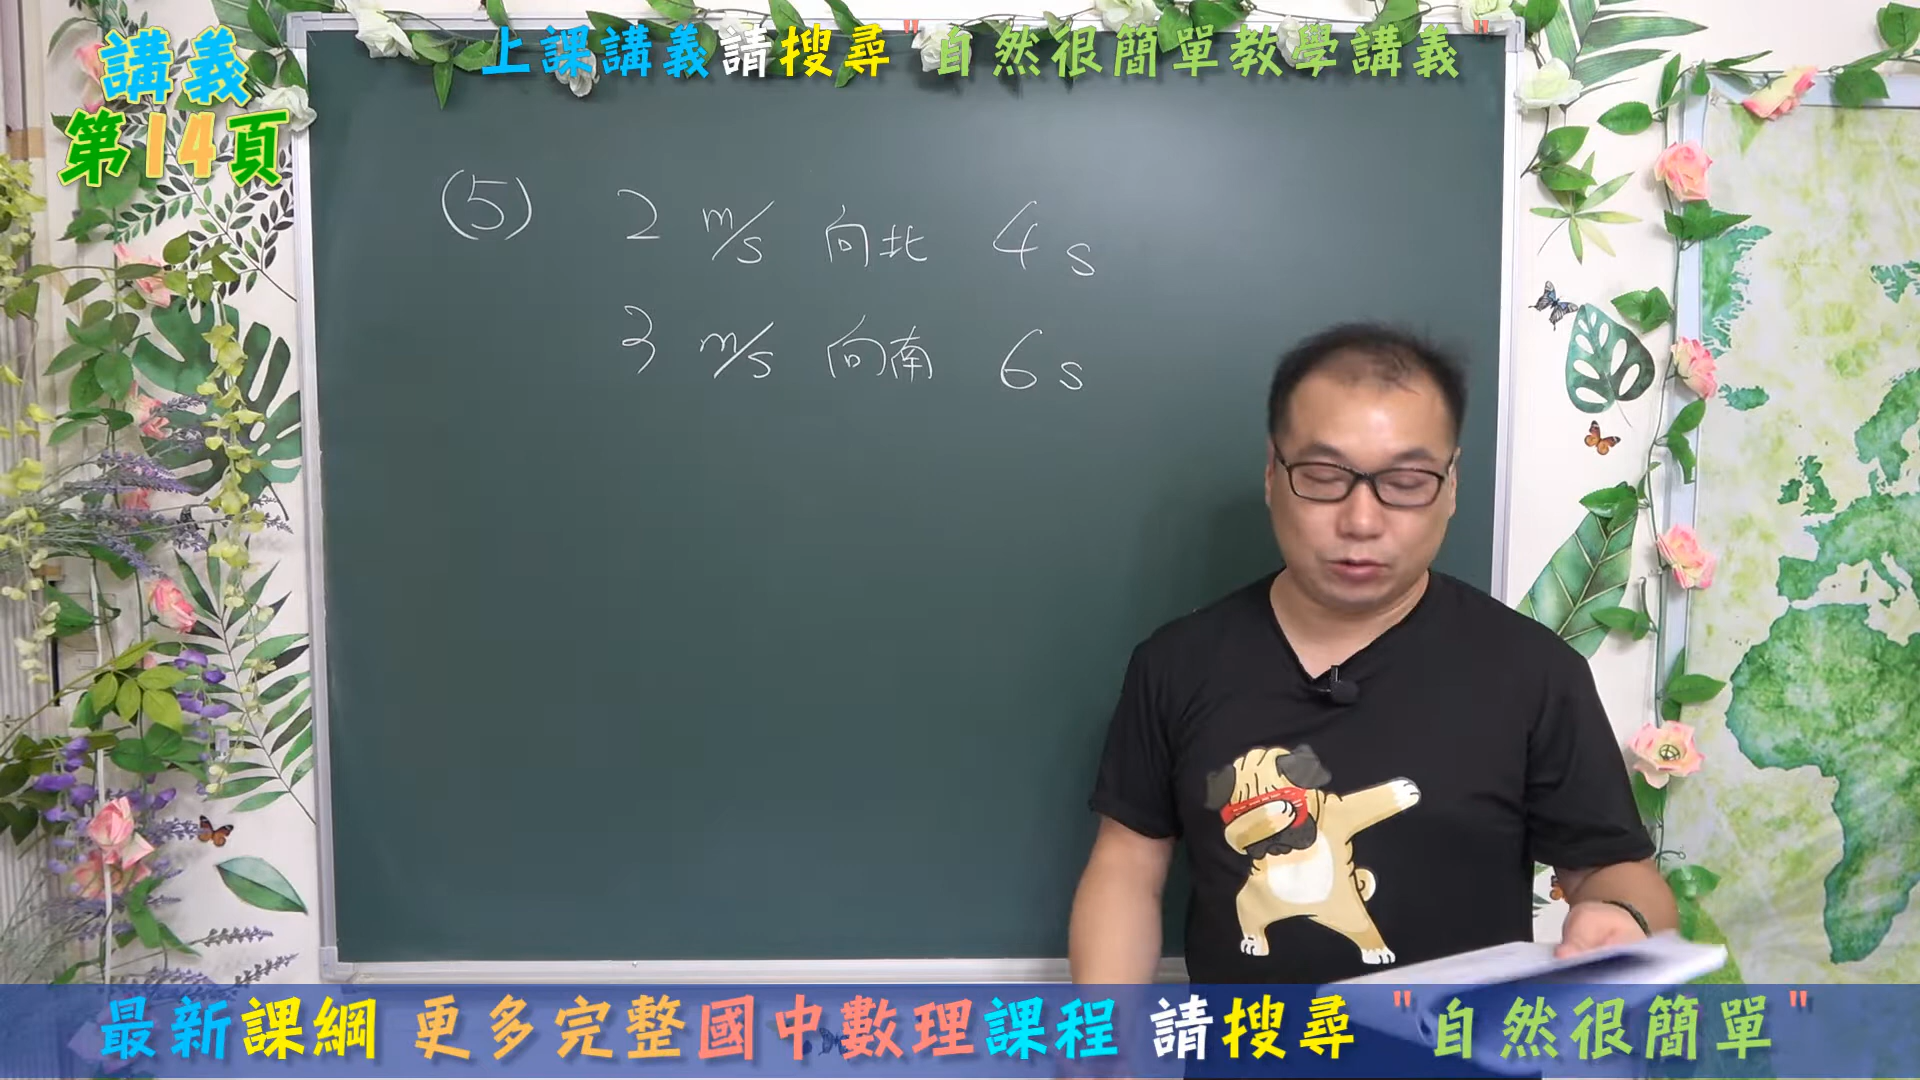 上課講義請搜尋"自然很簡單教學講義"
講義
第14頁
(5) 2 m/s 向北 4 s
3 m/s 向南 6 s
最新課綱 更多完整國中數理課程 請搜尋 "自然很簡單"